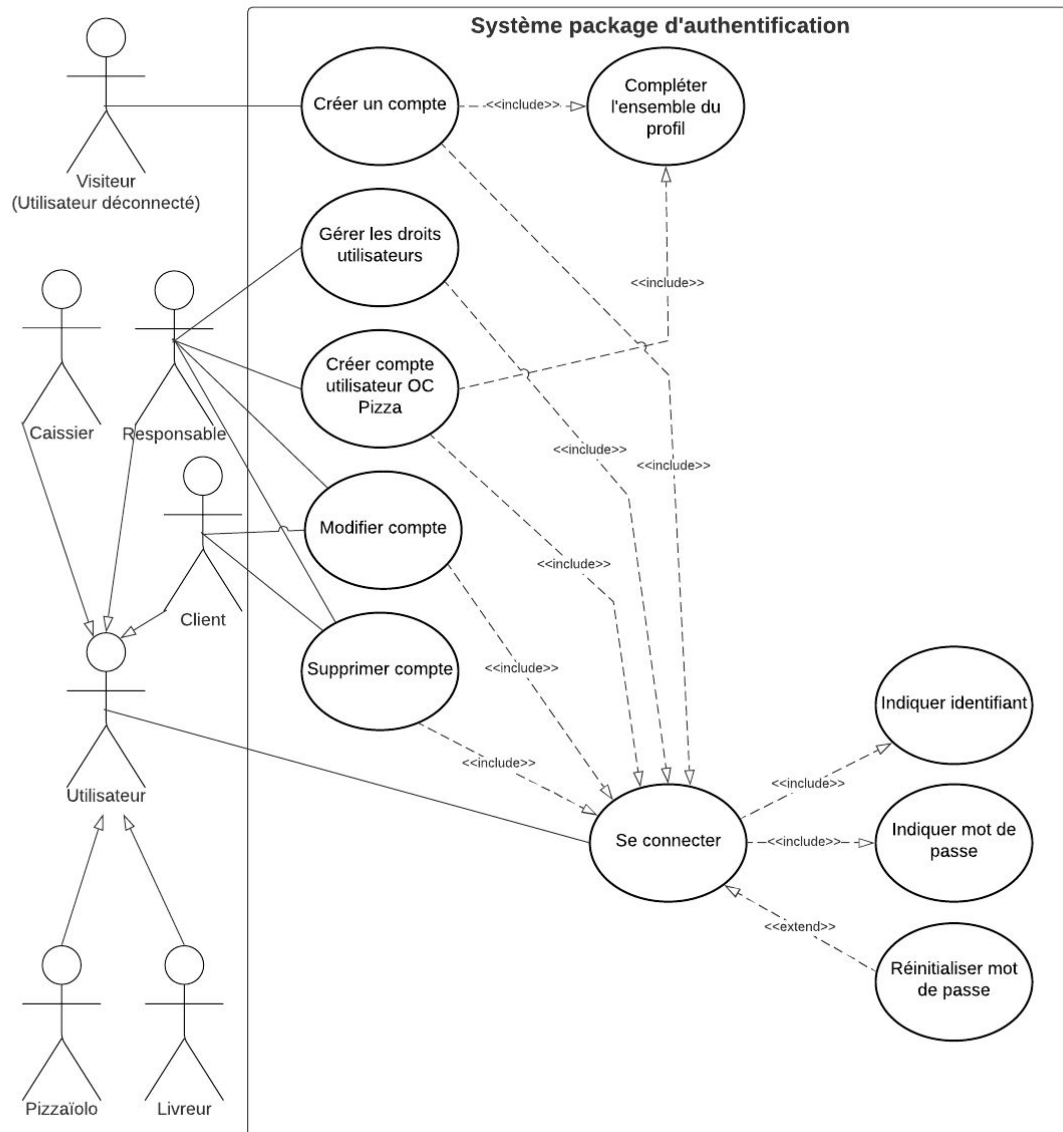 Système package d'authentification
Créer un compte
<<include>>
Compléter
l'ensemble du
profil
Visiteur
(Utilisateur déconnecté)
Gérer les droits
utilisateurs
<<include>>
Créer compte
utilisateur OC
Pizza
Caissier
Responsable
<<include>>
<<include>>
Modifier compte
<<include>>
Client
Supprimer compte
<<include>>
Indiquer identifiant
<<include>>
<<include>>
Utilisateur
Se connecter
<<include>>
Indiquer mot de
passe
<<extend>>
Réinitialiser mot
de passe
Pizzaïolo
Livreur